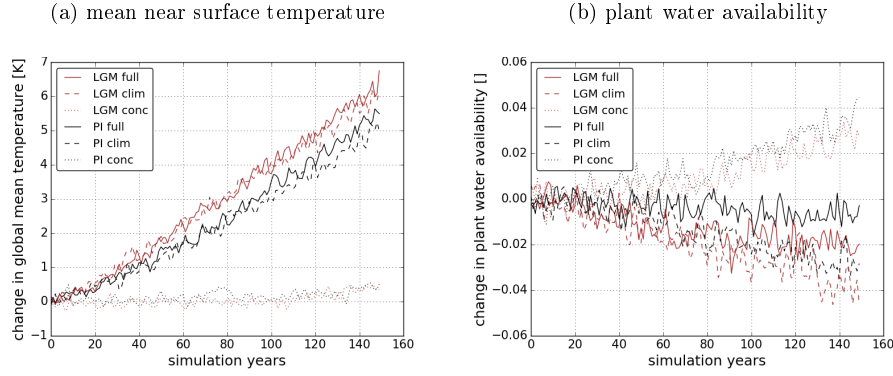 (a) mean near surface temperature
(b) plant water availability
change in global mean temperature [K]
7
6
5
4
3
2
1
0
−1
LGM full
LGM clim
LGM conc
PI full
PI clim
PI conc
0 20 40 60 80 100 120 140 160
simulation years
change in plant water availability []
0.06
0.04
0.02
0.00
−0.02
−0.04
−0.06
LGM full
LGM clim
LGM conc
PI full
PI clim
PI conc
0 20 40 60 80 100 120 140 160
simulation years